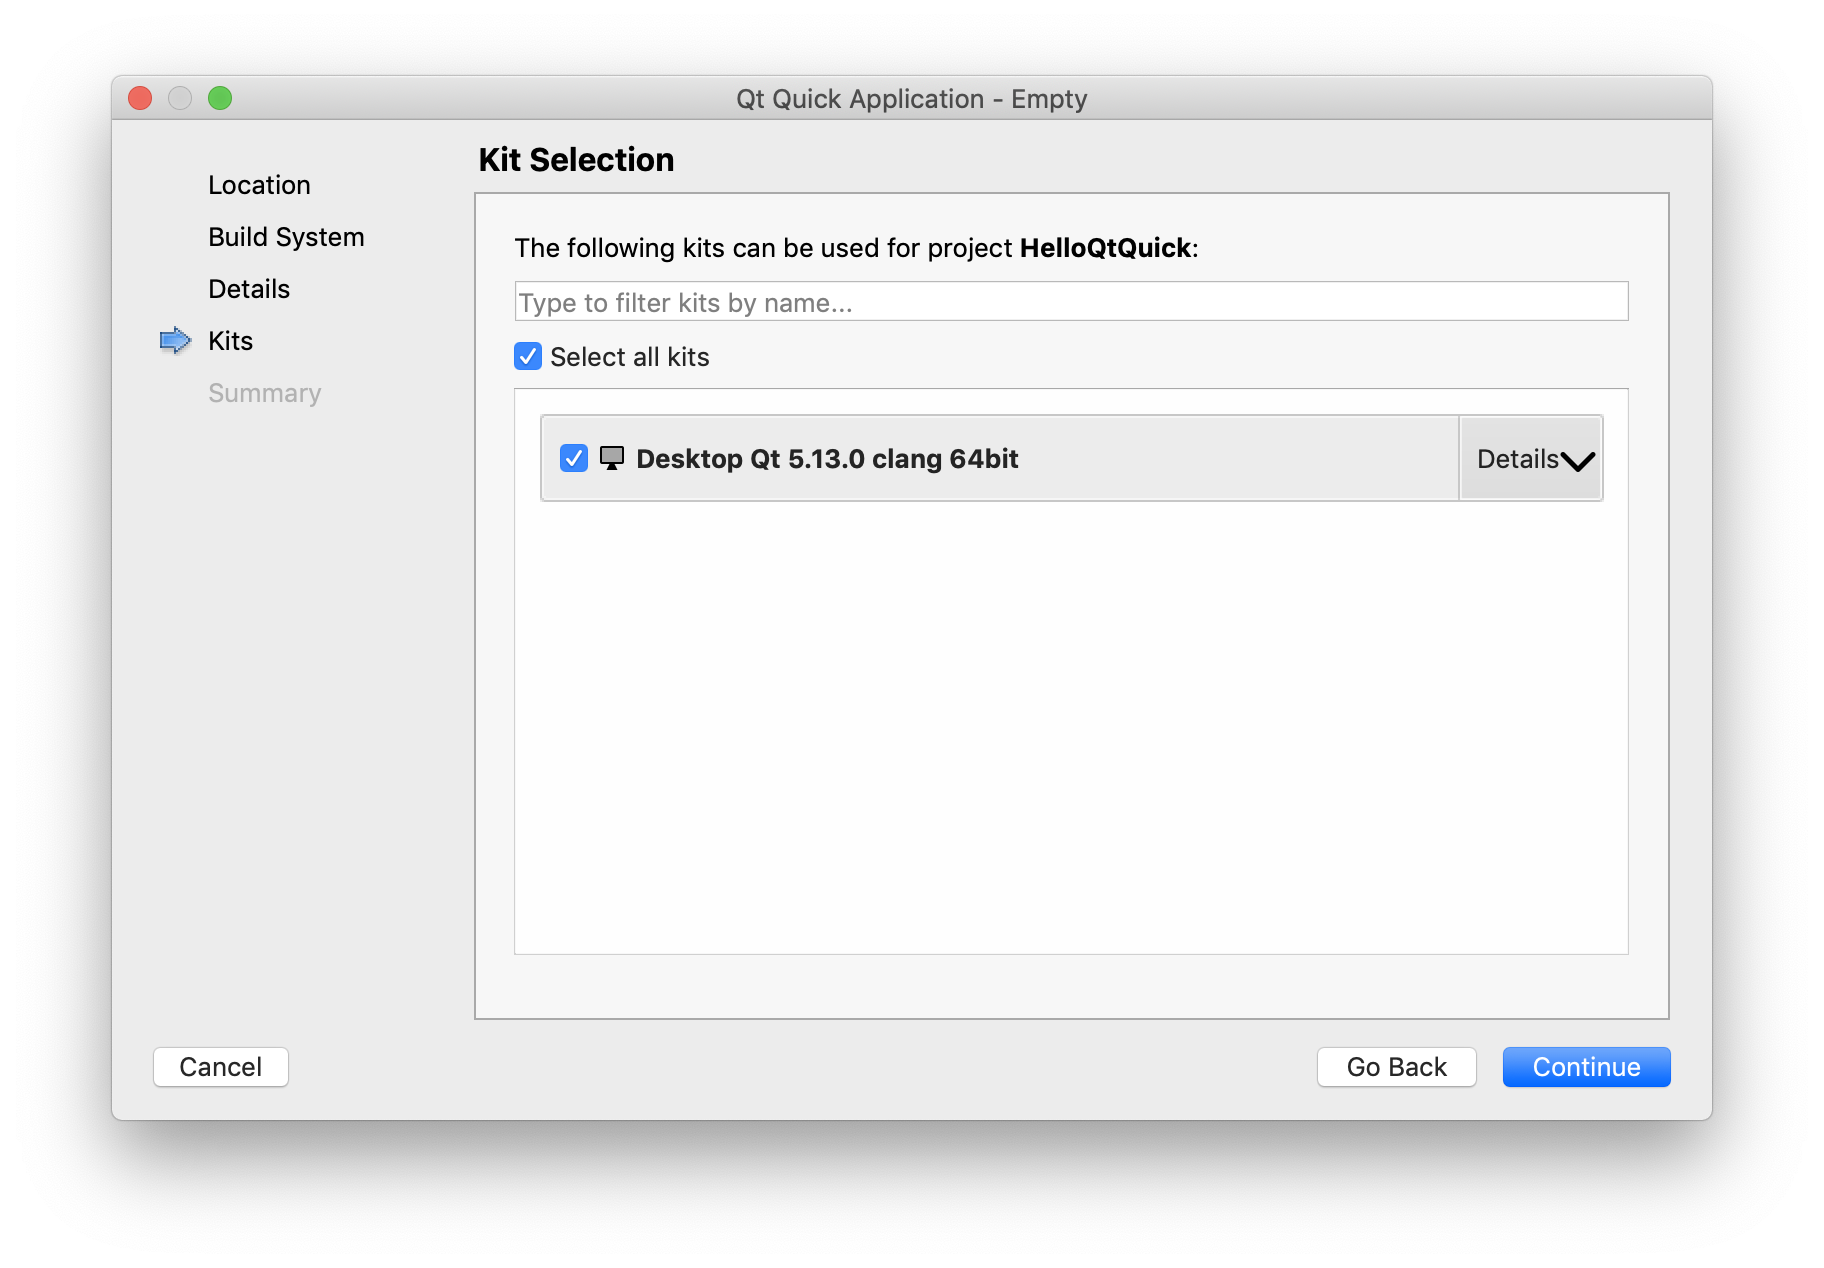 Qt Quick Application - Empty
Location
Build System
Details
Kits
Summary
Kit Selection
The following kits can be used for project HelloQtQuick:
Type to filter kits by name...
Select all kits
Desktop Qt 5.13.0 clang 64bit
Details
Cancel
Go Back
Continue